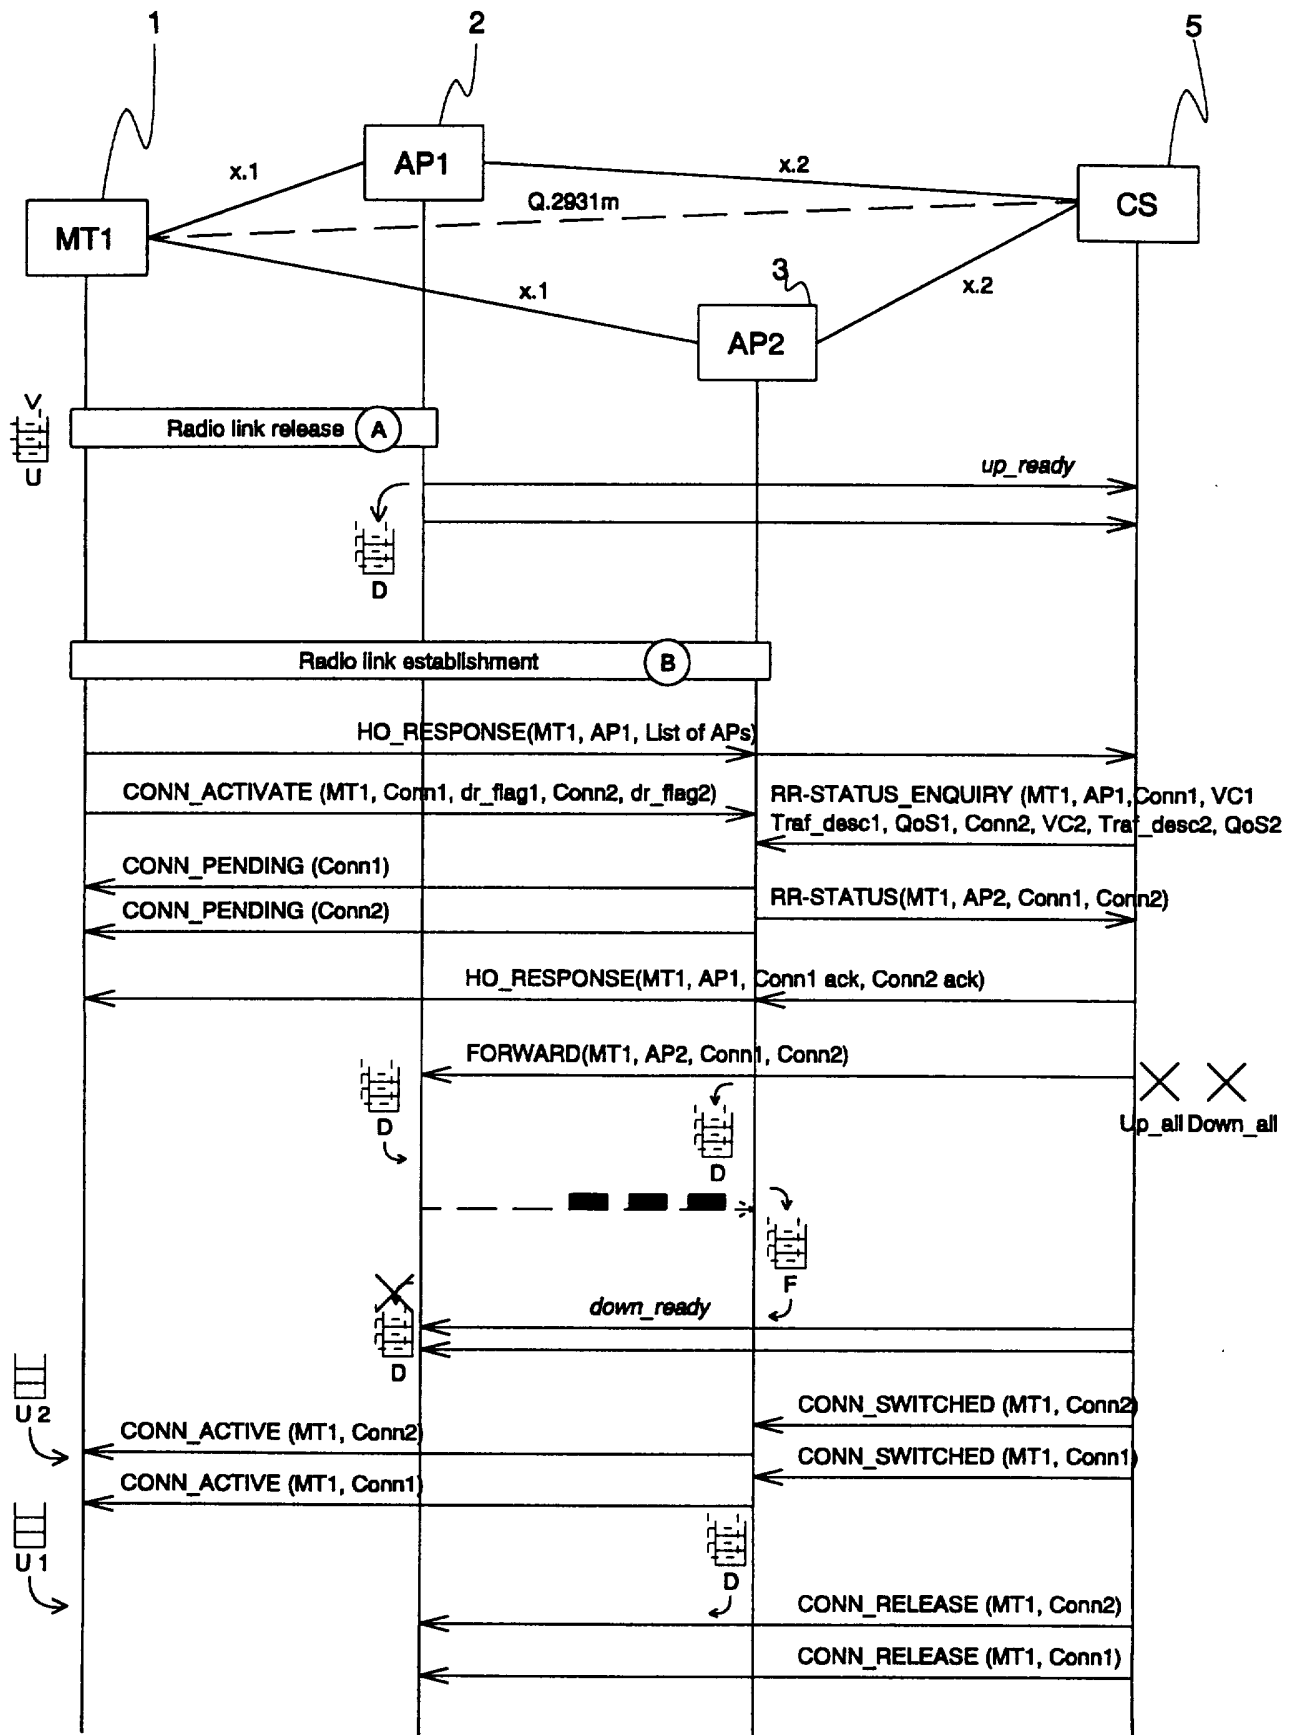 1
2
5
AP1
x.1
x.2
CS
Q.2931m
MT1
3
x.1
x.2
AP2
V
Radio link release A
U
up_ready
D
Radio link establishment B
HO_RESPONSE(MT1, AP1, List of APs)
CONN_ACTIVATE (MT1, Conn1, dr_flag1, Conn2, dr_flag2)
RR-STATUS_ENQUIRY (MT1, AP1,Conn1, VC1
Traf_desc1, QoS1, Conn2, VC2, Traf_desc2, QoS2
CONN_PENDING (Conn1)
RR-STATUS(MT1, AP2, Conn1, Conn2)
CONN_PENDING (Conn2)
HO_RESPONSE(MT1, AP1, Conn1 ack, Conn2 ack)
FORWARD(MT1, AP2, Conn1, Conn2)
D
Up_all Down_all
D
F
down_ready
D
U 2
CONN_SWITCHED (MT1, Conn2)
CONN_ACTIVE (MT1, Conn2)
CONN_SWITCHED (MT1, Conn1)
CONN_ACTIVE (MT1, Conn1)
U 1
D
CONN_RELEASE (MT1, Conn2)
CONN_RELEASE (MT1, Conn1)